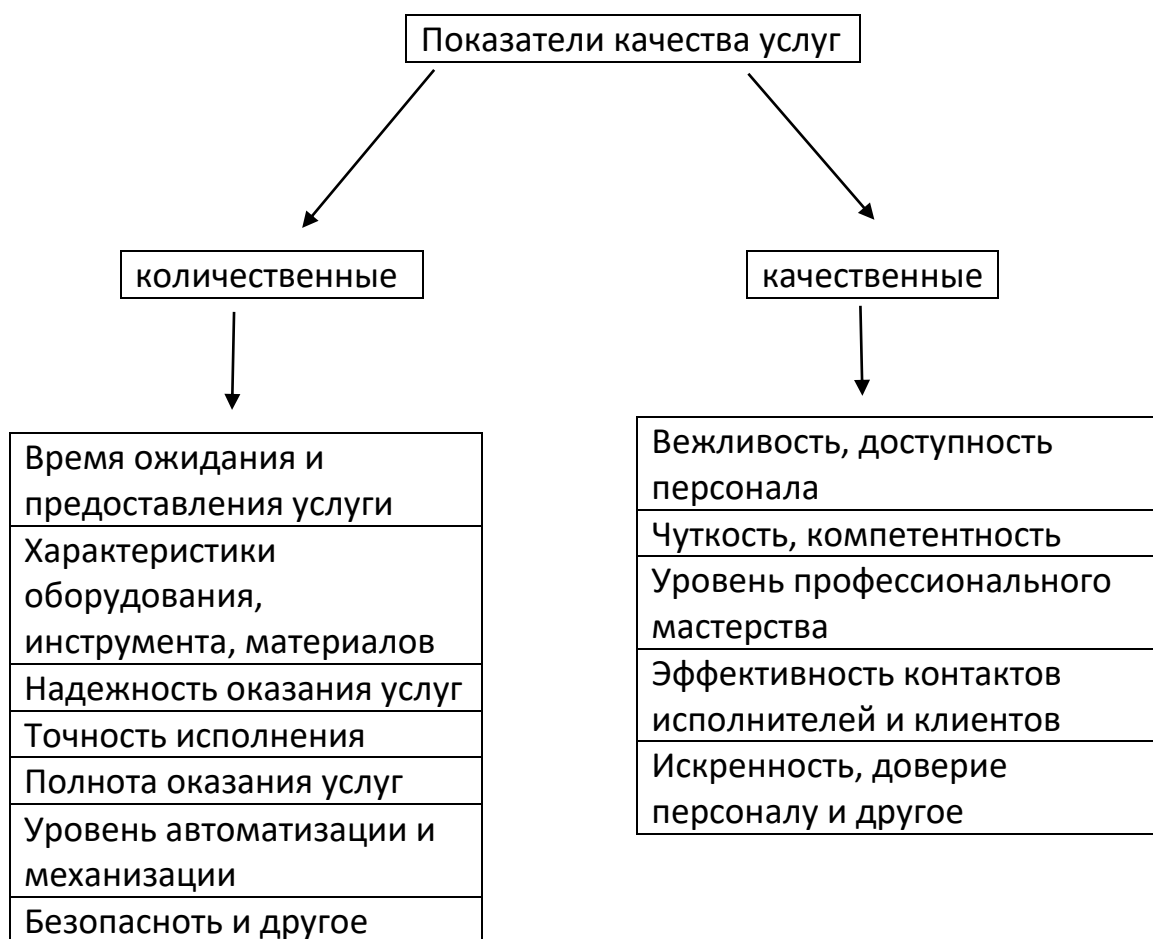 Показатели качества услуг
количественные
качественные
Время ожидания и
предоставления услуги
Характеристики
оборудования,
инструмента, материалов
Надежность оказания услуг
Точность исполнения
Полнота оказания услуг
Уровень автоматизации и
механизации
Безопасноть и другое
Вежливость, доступность
персонала
Чуткость, компетентность
Уровень профессионального
мастерства
Эффективность контактов
исполнителей и клиентов
Искренность, доверие
персоналу и другое